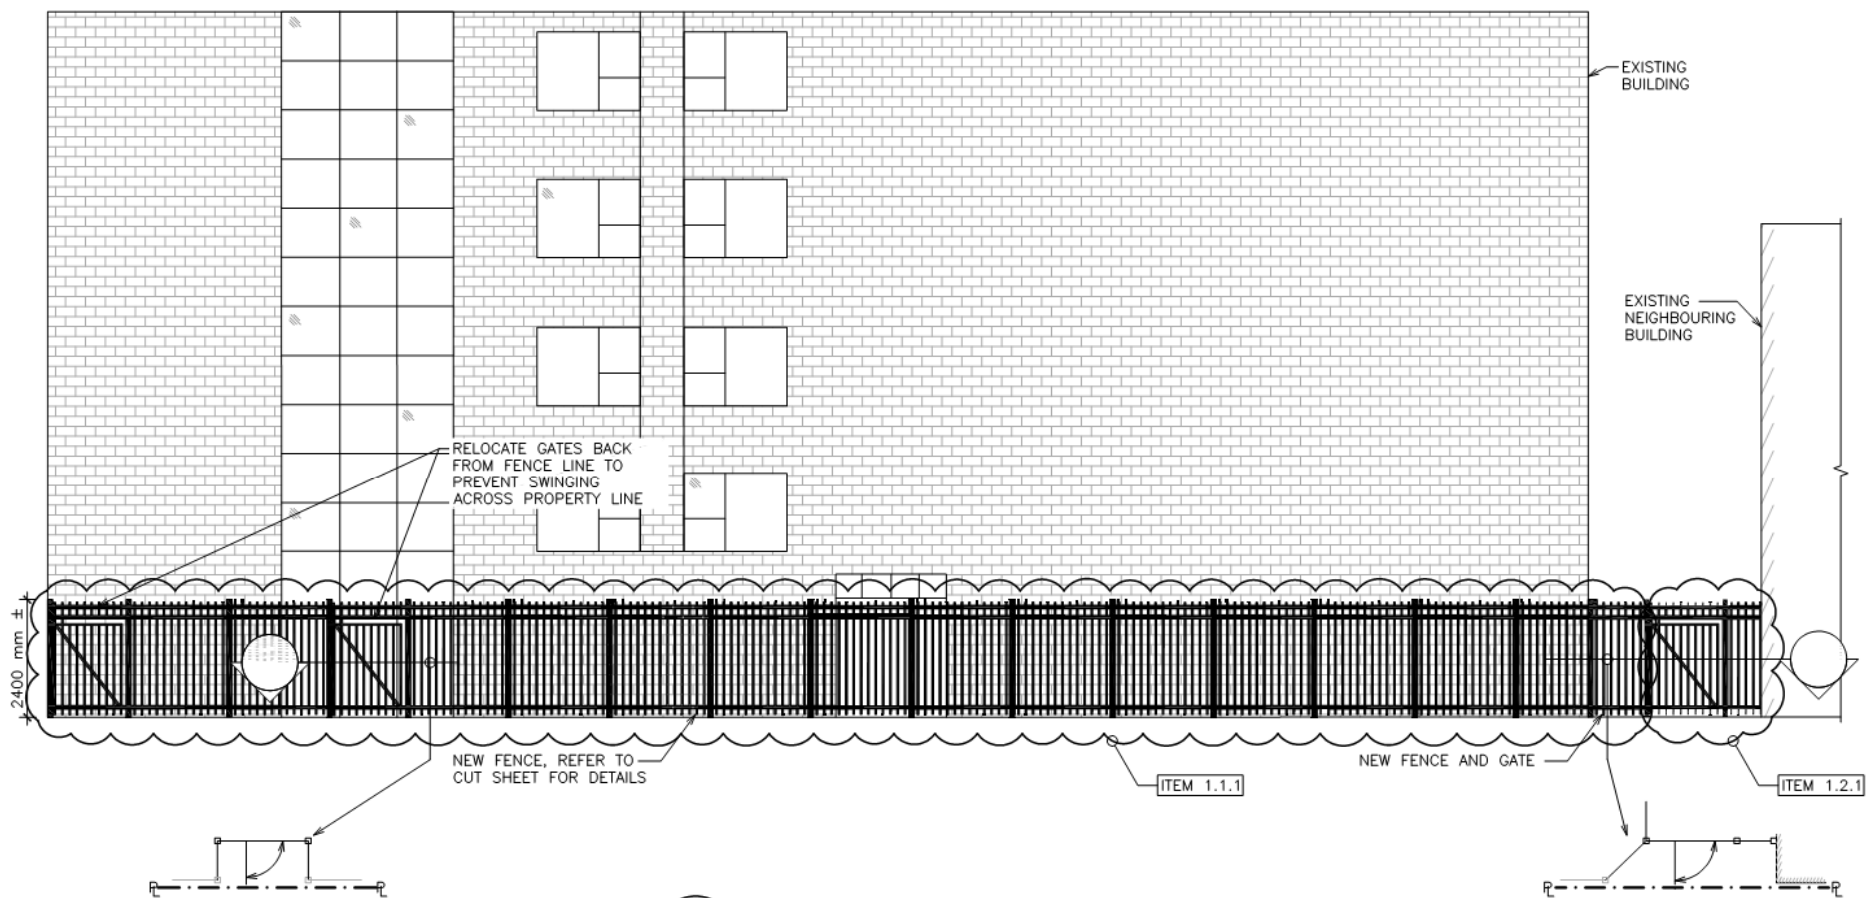 EXISTING
BUILDING
EXISTING
NEIGHBOURING
BUILDING
RELOCATE GATES BACK
FROM FENCE LINE TO
PREVENT SWINGING
ACROSS PROPERTY LINE
2400 mm ±
NEW FENCE, REFER TO
CUT SHEET FOR DETAILS
NEW FENCE AND GATE
ITEM 1.1.1
ITEM 1.2.1
℄ ℄
℄ ℄